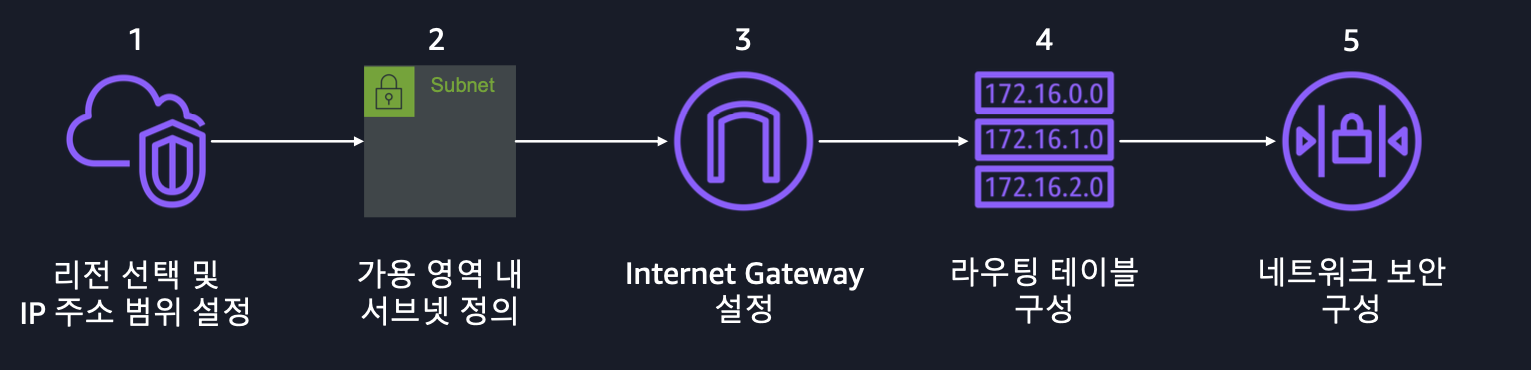 1
2
3
4
5
Subnet
172.16.0.0
172.16.1.0
172.16.2.0
리전 선택 및
IP 주소 범위 설정
가용 영역 내
서브넷 정의
Internet Gateway
설정
라우팅 테이블
구성
네트워크 보안
구성